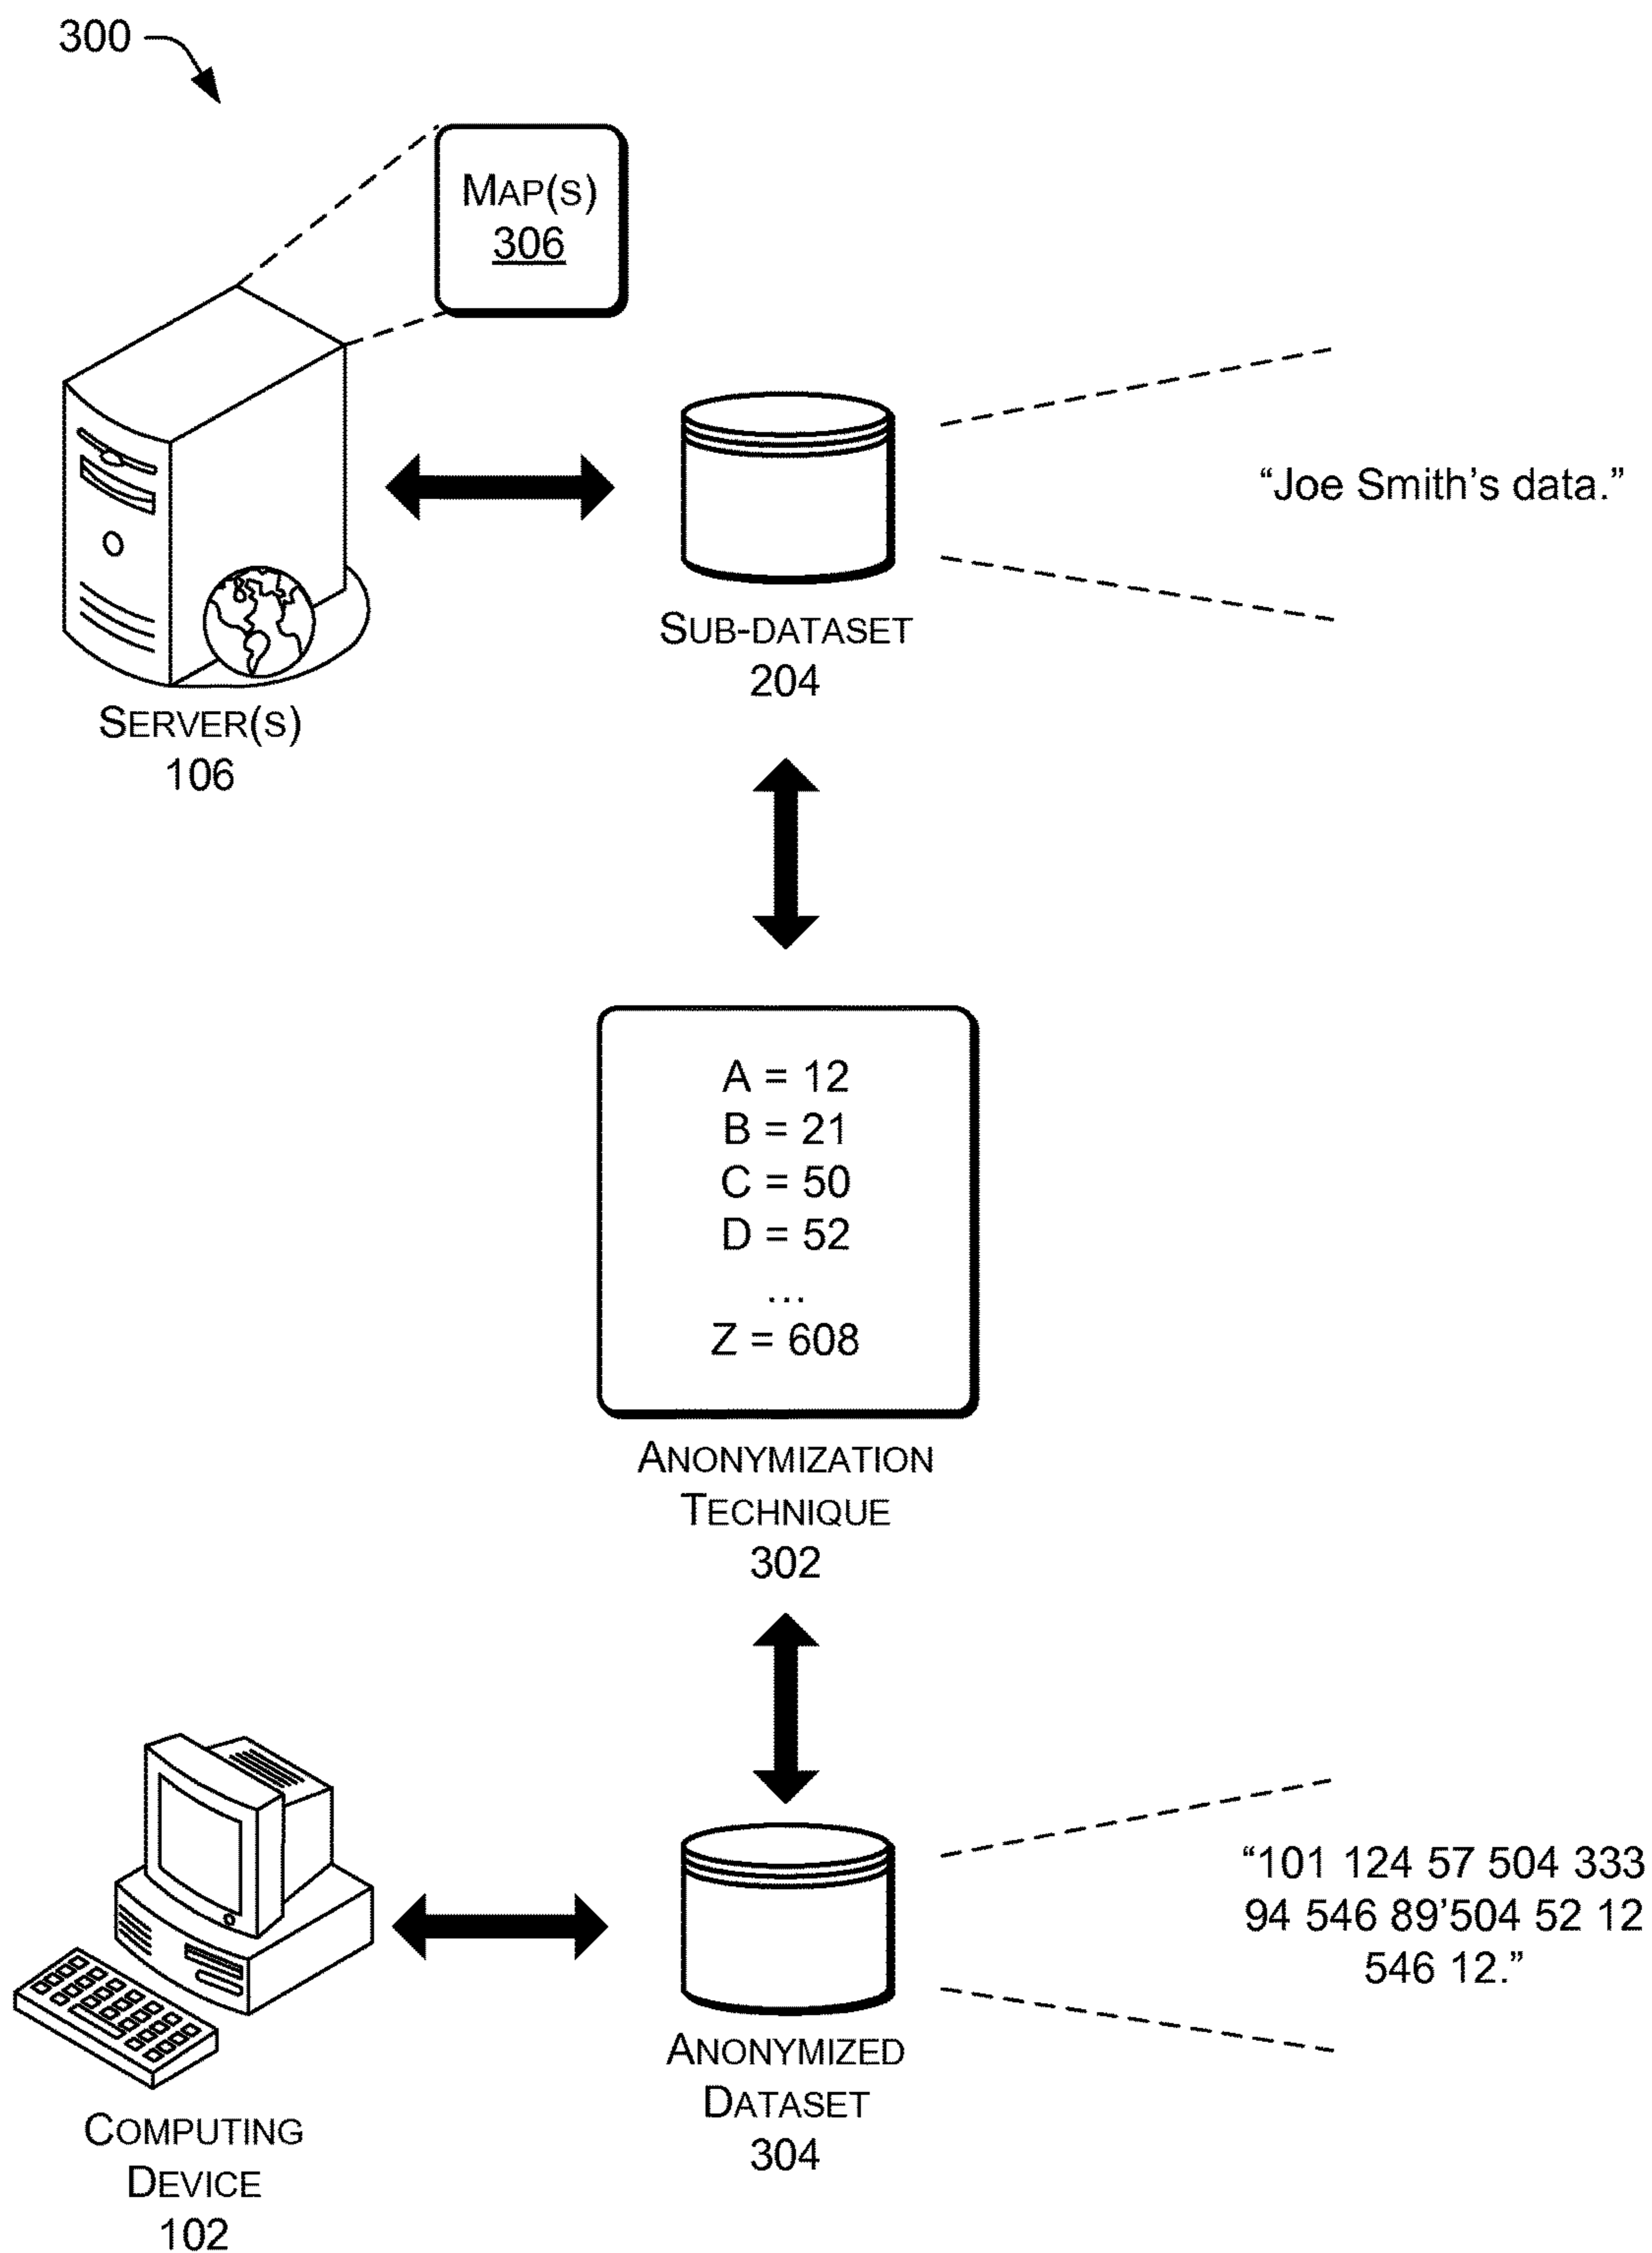 300
MAP(S)
306
"Joe Smith's data."
SUB-DATASET
204
SERVER(S)
106
A = 12
B = 21
C = 50
D = 52
...
Z = 608
ANONYMIZATION
TECHNIQUE
302
"101 124 57 504 333
94 546 89'504 52 12
546 12."
ANONYMIZED
DATASET
304
COMPUTING
DEVICE
102